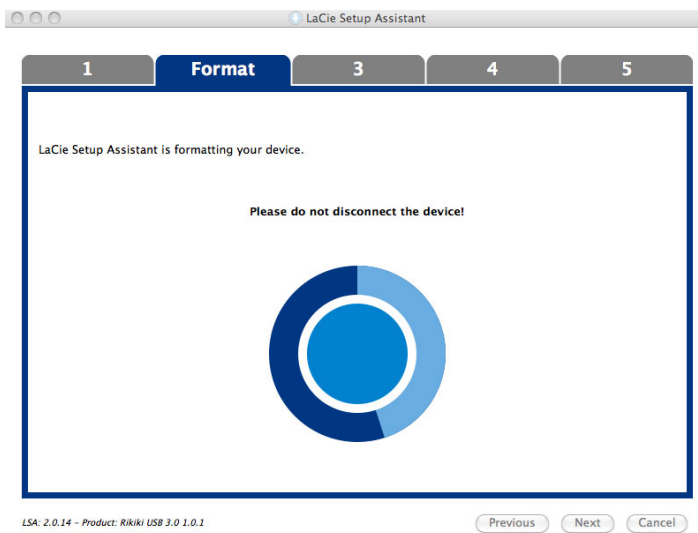 LaCie Setup Assistant
1 Format 3 4 5
LaCie Setup Assistant is formatting your device.
Please do not disconnect the device!
LSA: 2.0.14 – Product: Rikiki USB 3.0 1.0.1
Previous Next Cancel